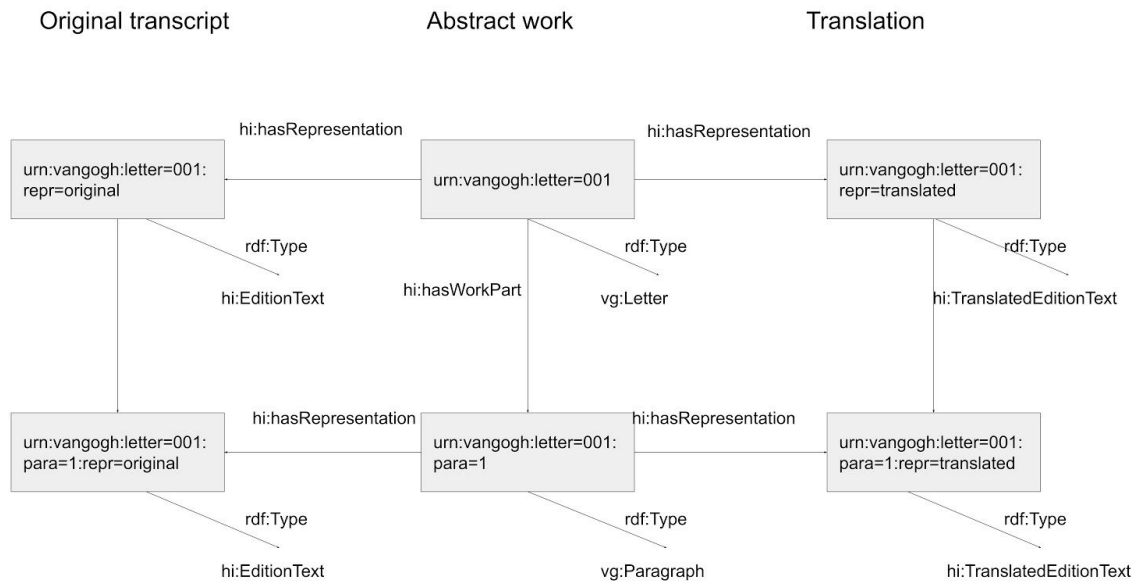 Original transcript
Abstract work
Translation
hi:hasRepresentation
hi:hasRepresentation
urn:vangogh:letter=001:
repr=original
urn:vangogh:letter=001
urn:vangogh:letter=001:
repr=translated
rdf:Type
rdf:Type
rdf:Type
hi:EditionText
hi:hasWorkPart
vg:Letter
hi:TranslatedEditionText
hi:hasRepresentation
hi:hasRepresentation
urn:vangogh:letter=001:
para=1:repr=original
urn:vangogh:letter=001:
para=1
urn:vangogh:letter=001:
para=1:repr=translated
rdf:Type
rdf:Type
rdf:Type
hi:EditionText
vg:Paragraph
hi:TranslatedEditionText